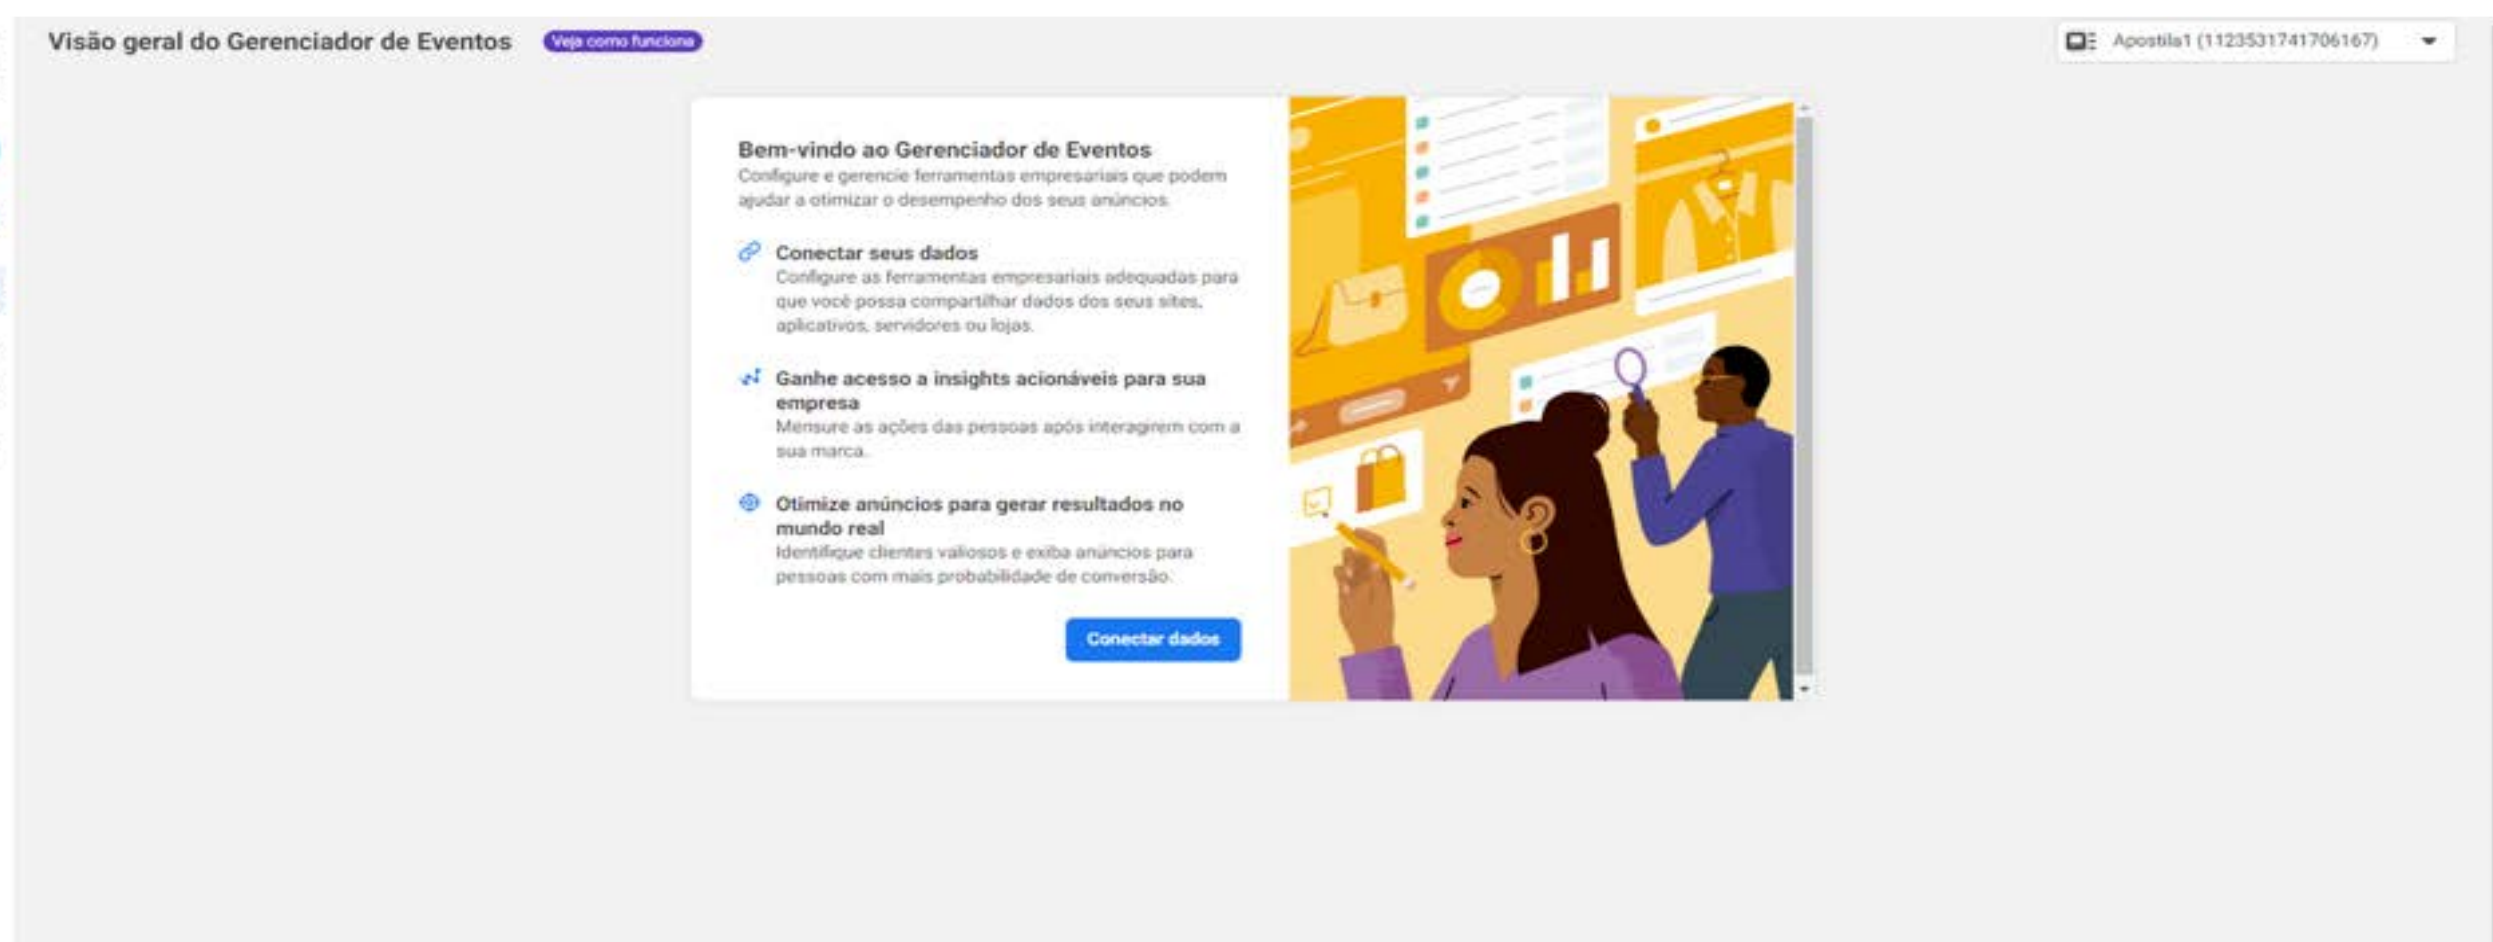 Visão geral do Gerenciador de Eventos
Veja como funciona
Apostila1 (1123531741706167)
Bem-vindo ao Gerenciador de Eventos
Configure e gerencie ferramentas empresariais que podem
ajudar a otimizar o desempenho dos seus anúncios.
Conectar seus dados
Configure as ferramentas empresariais adequadas para
que você possa compartilhar dados dos seus sites,
aplicativos, servidores ou lojas.
Ganhe acesso a insights acionáveis para sua
empresa
Mensure as ações das pessoas após interagirem com a
sua marca.
Otimize anúncios para gerar resultados no
mundo real
Identifique clientes valiosos e exiba anúncios para
pessoas com mais probabilidade de conversão.
Conectar dados